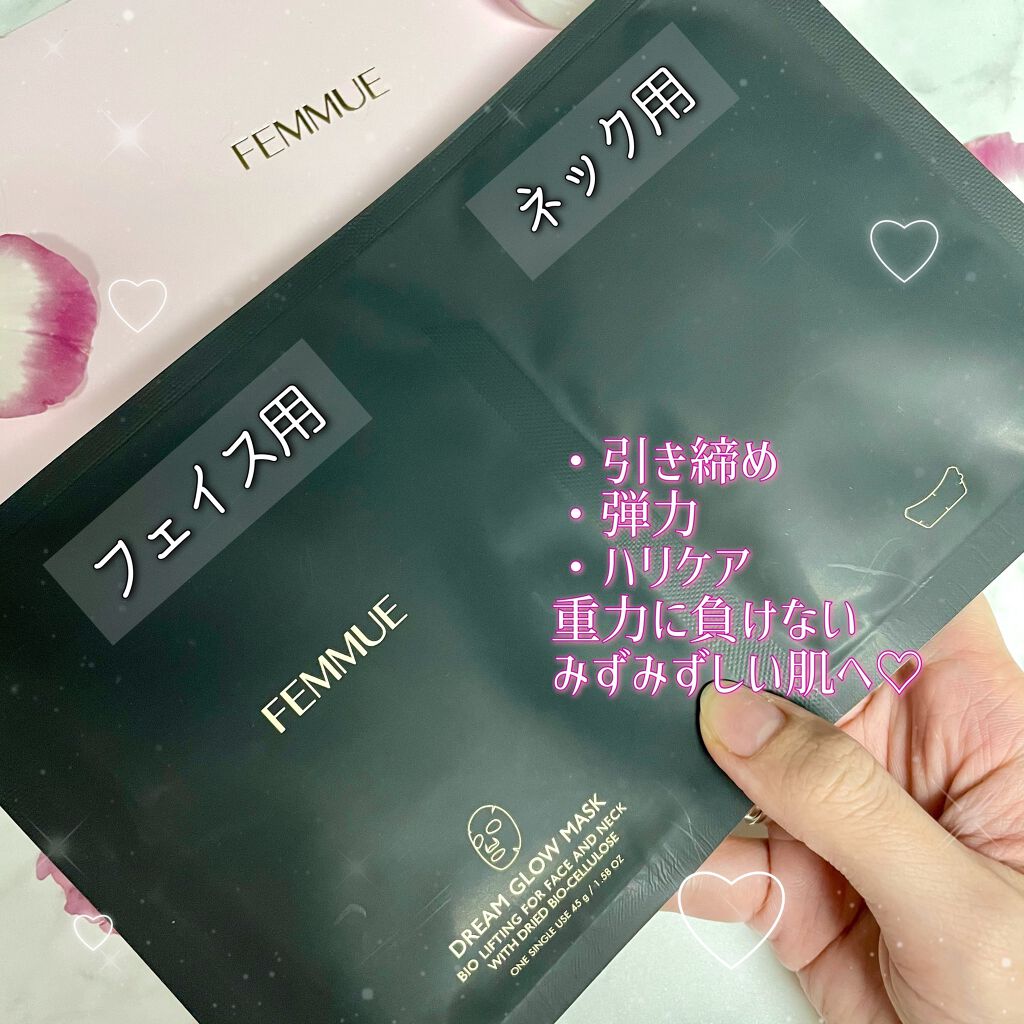 FEMMUE
ネック用
フェイス用
・引き締め
・弾力
・ハリケア
重力に負けない
みずみずしい肌へ♡
FEMMUE
DREAM GLOW MASK
BIO LIFTING FOR FACE AND NECK
WITH DRIED BIO-CELLULOSE
ONE SINGLE USE 45 g / 1.58 OZ